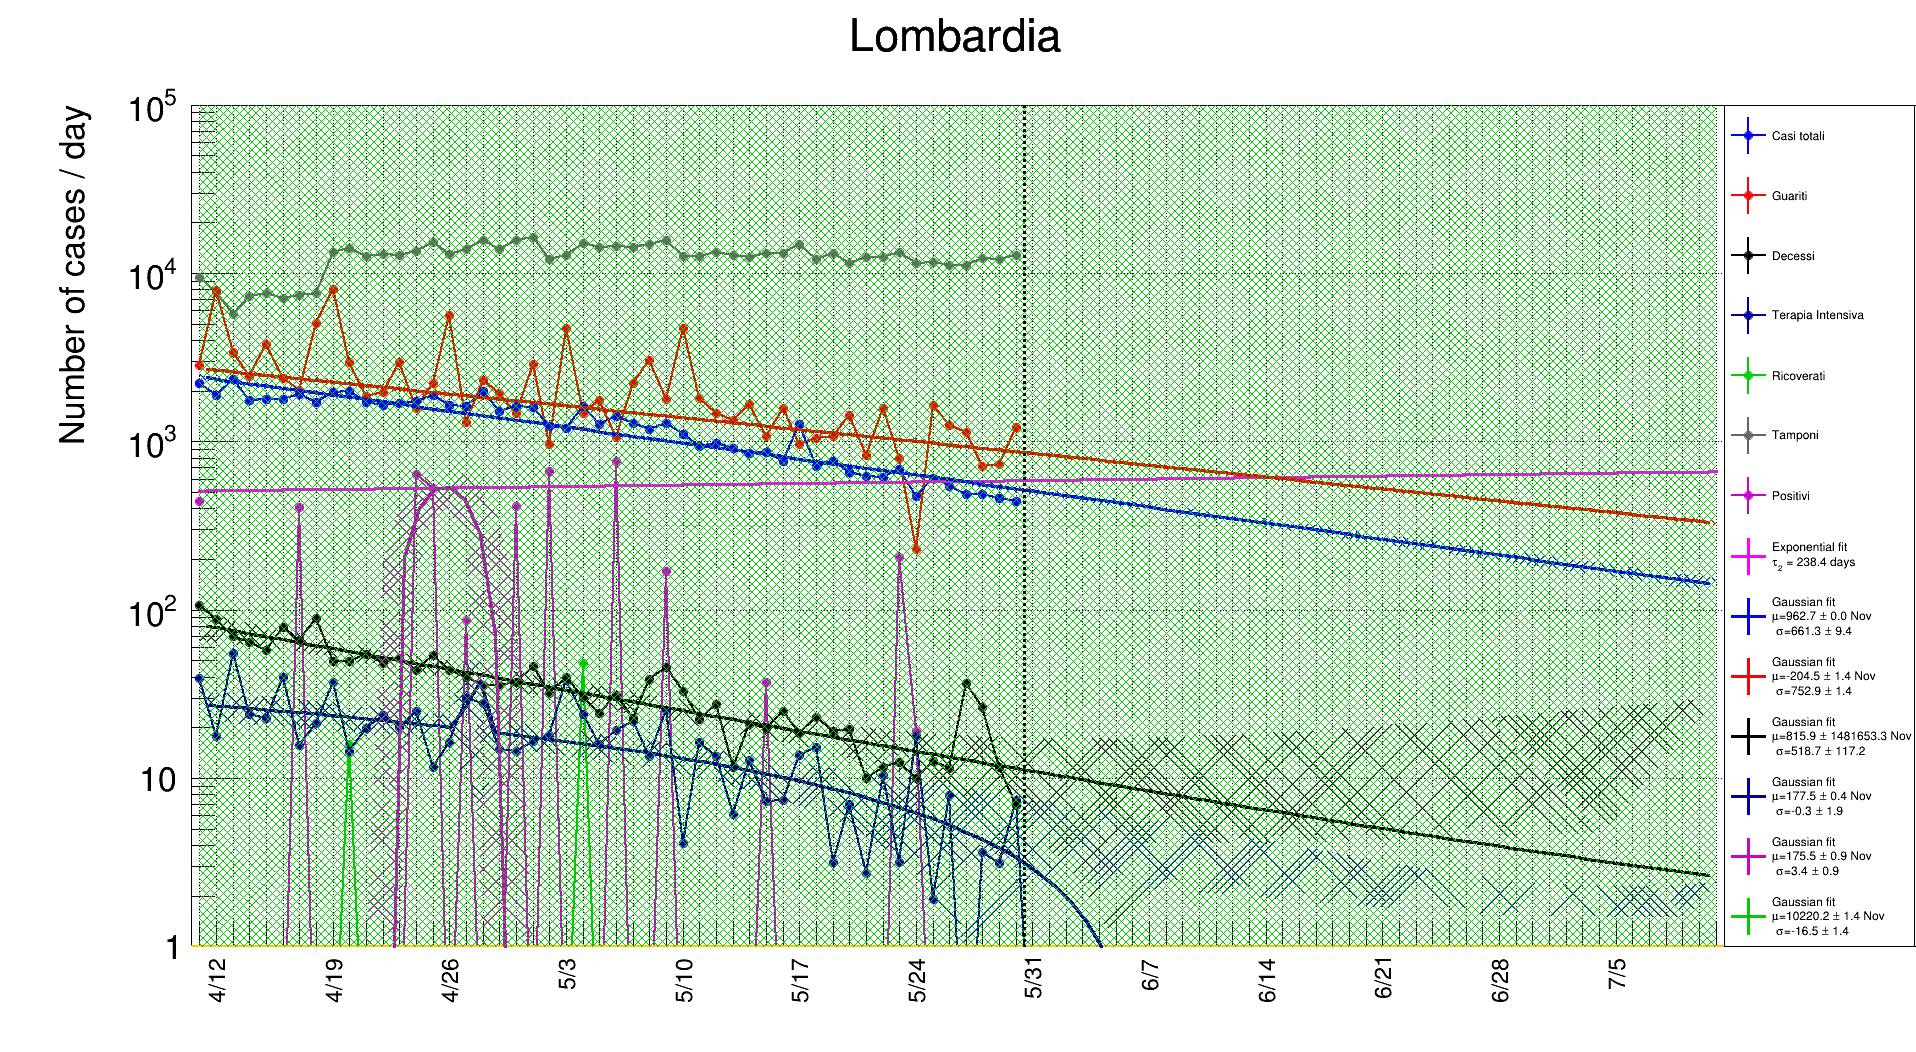 Lombardia
Number of cases / day
10^5
10^4
10^3
10^2
10
1
4/12
4/19
4/26
5/3
5/10
5/17
5/24
5/31
6/7
6/14
6/21
6/28
7/5
Casi totali
Guariti
Decessi
Terapia Intensiva
Ricoverati
Tamponi
Positivi
Exponential fit
τ₂ = 238.4 days
Gaussian fit
μ=962.7 ± 0.0 Nov
σ=661.3 ± 9.4
Gaussian fit
μ=-204.5 ± 1.4 Nov
σ=752.9 ± 1.4
Gaussian fit
μ=815.9 ± 1481653.3 Nov
σ=518.7 ± 117.2
Gaussian fit
μ=177.5 ± 0.4 Nov
σ=-0.3 ± 1.9
Gaussian fit
μ=175.5 ± 0.9 Nov
σ=3.4 ± 0.9
Gaussian fit
μ=10220.2 ± 1.4 Nov
σ=-16.5 ± 1.4